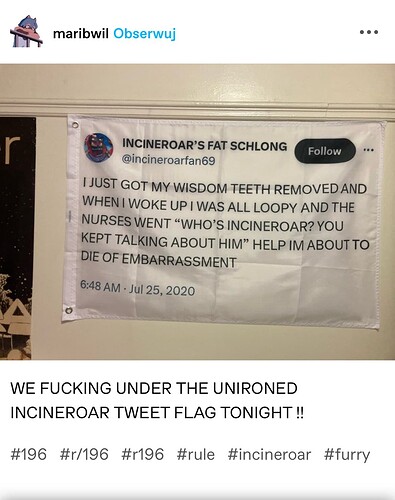 maribwil Obserwuj
r
INCINEROAR'S FAT SCHLONG
@incineroarfan69
Follow
I JUST GOT MY WISDOM TEETH REMOVED AND
WHEN I WOKE UP I WAS ALL LOOPY AND THE
NURSES WENT “WHO'S INCINEROAR? YOU
KEPT TALKING ABOUT HIM” HELP IM ABOUT TO
DIE OF EMBARRASSMENT
6:48 AM · Jul 25, 2020
WE FUCKING UNDER THE UNIRONED
INCINEROAR TWEET FLAG TONIGHT !!
#196 #r/196 #r196 #rule #incineroar #furry